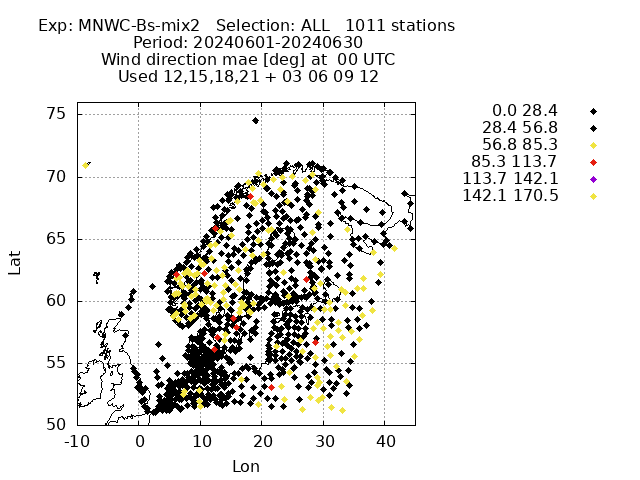 Exp: MNWC-Bs-mix2   Selection: ALL   1011 stations
Period: 20240601-20240630
Wind direction mae [deg] at  00 UTC
Used 12,15,18,21 + 03 06 09 12
75
70
65
60
55
50
-10 0 10 20 30 40
Lat
Lon
0.0 28.4
28.4 56.8
56.8 85.3
85.3 113.7
113.7 142.1
142.1 170.5